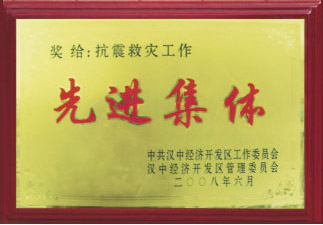 奖给:抗震救灾工作
先进集体
中共汉中经济开发区工作委员会
汉中经济开发区管理委员会
二〇〇八年六月